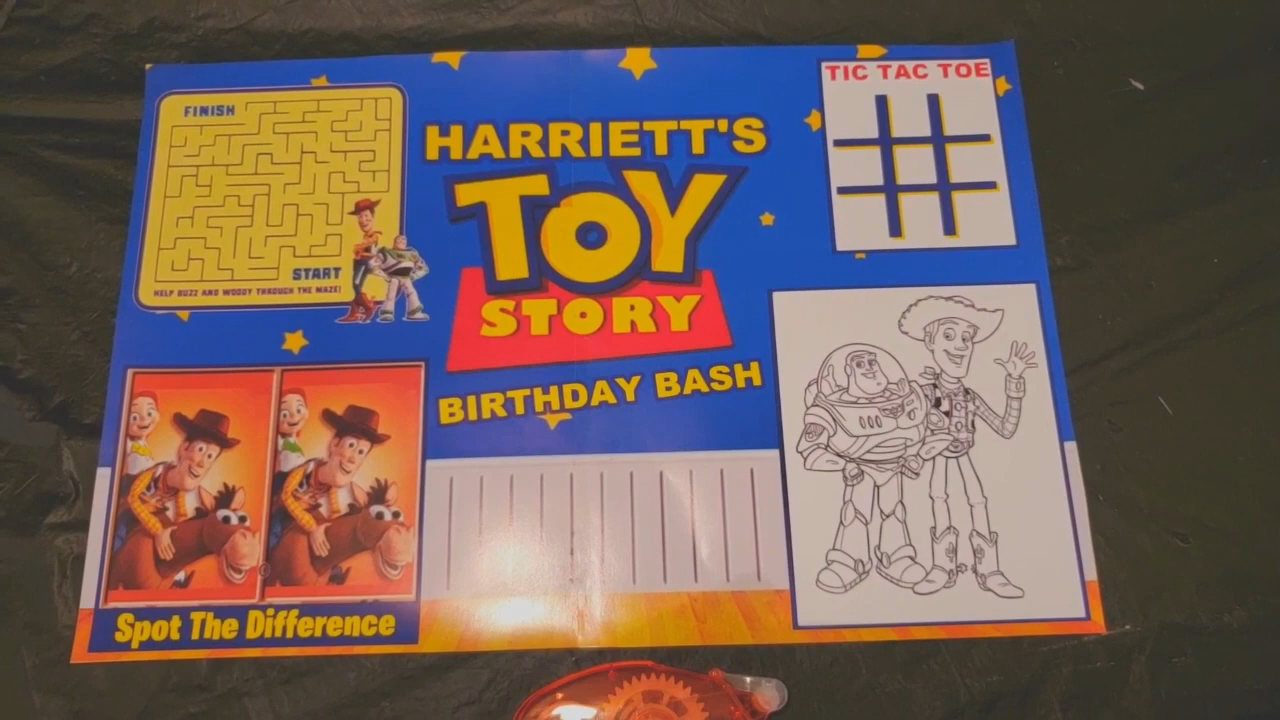 FINISH
START
HELP BUZZ AND WOODY THROUGH THE MAZE!
HARRIETT'S
TOY
STORY
BIRTHDAY BASH
TIC TAC TOE
Spot The Difference